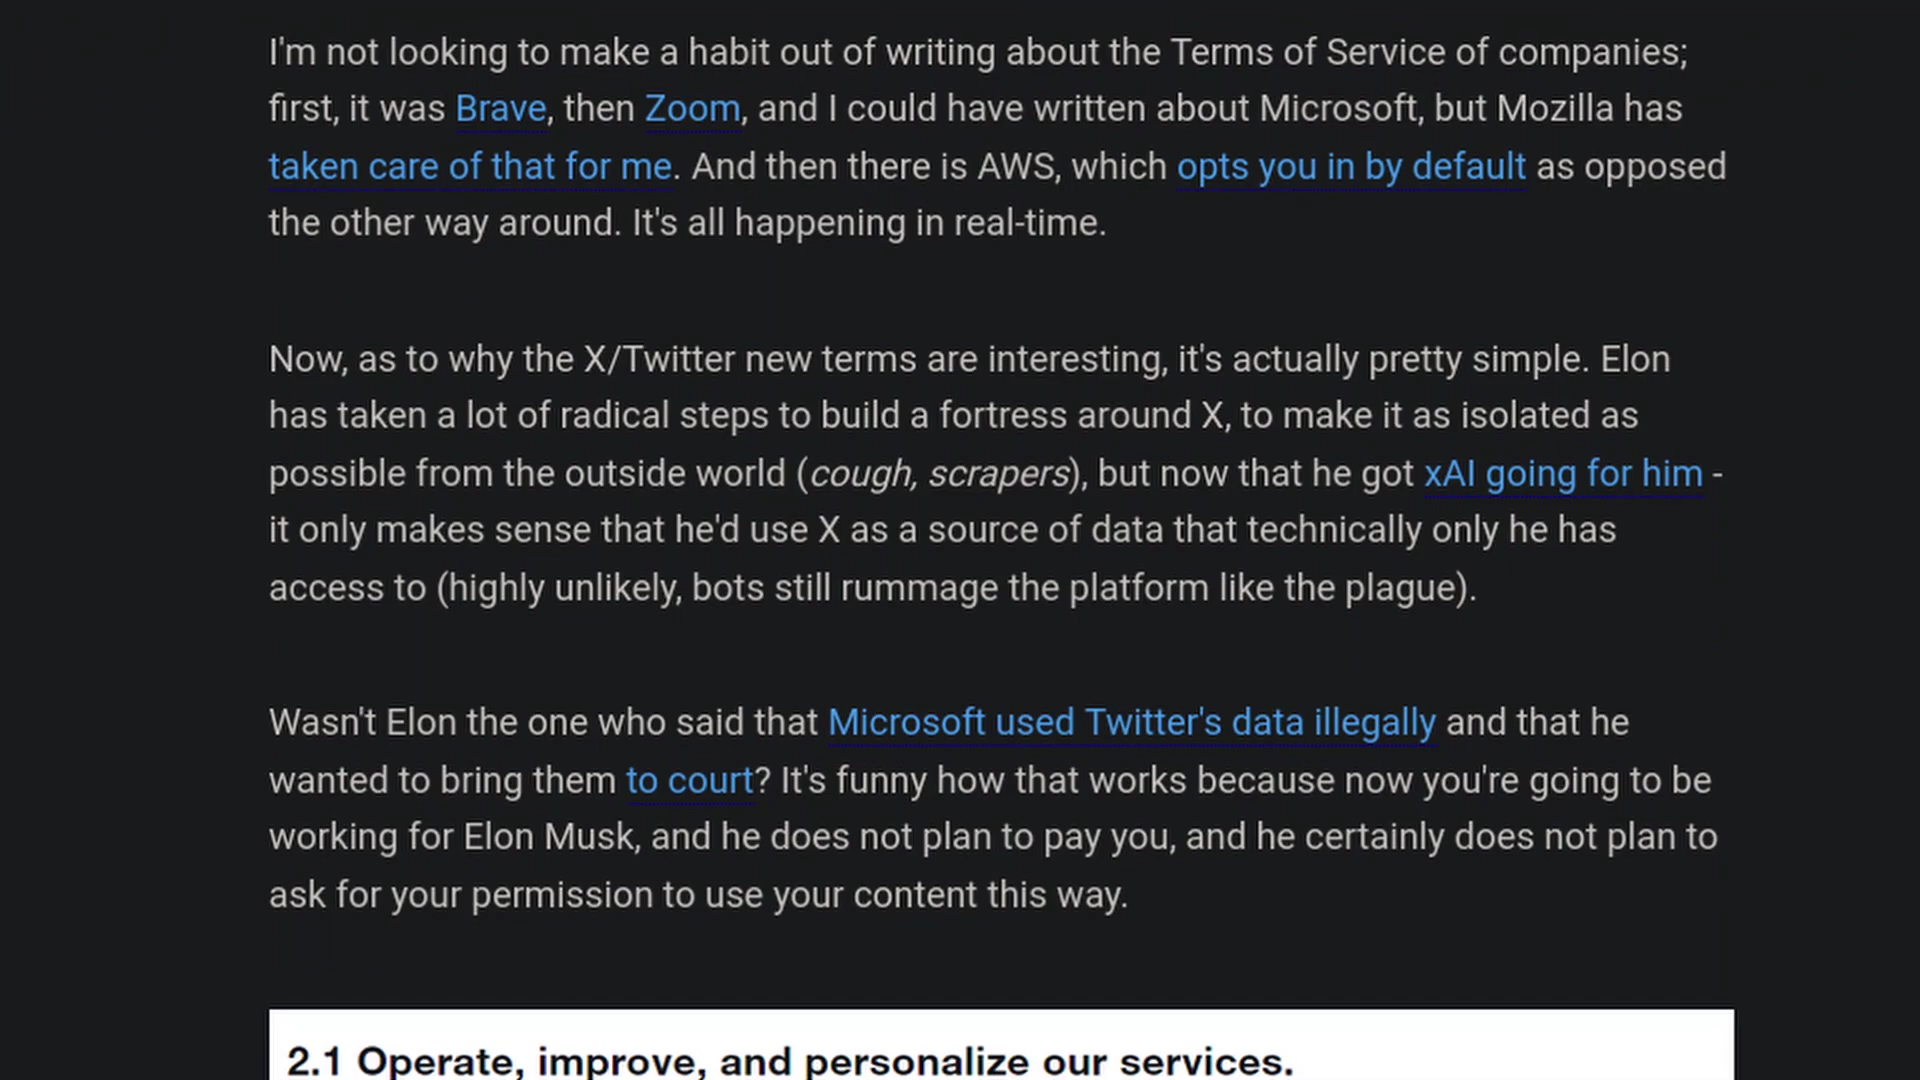 I'm not looking to make a habit out of writing about the Terms of Service of companies;
first, it was Brave, then Zoom, and I could have written about Microsoft, but Mozilla has
taken care of that for me. And then there is AWS, which opts you in by default as opposed
the other way around. It's all happening in real-time.
Now, as to why the X/Twitter new terms are interesting, it's actually pretty simple. Elon
has taken a lot of radical steps to build a fortress around X, to make it as isolated as
possible from the outside world (cough, scrapers), but now that he got xAI going for him -
it only makes sense that he'd use X as a source of data that technically only he has
access to (highly unlikely, bots still rummage the platform like the plague).
Wasn't Elon the one who said that Microsoft used Twitter's data illegally and that he
wanted to bring them to court? It's funny how that works because now you're going to be
working for Elon Musk, and he does not plan to pay you, and he certainly does not plan to
ask for your permission to use your content this way.
2.1 Operate, improve, and personalize our services.